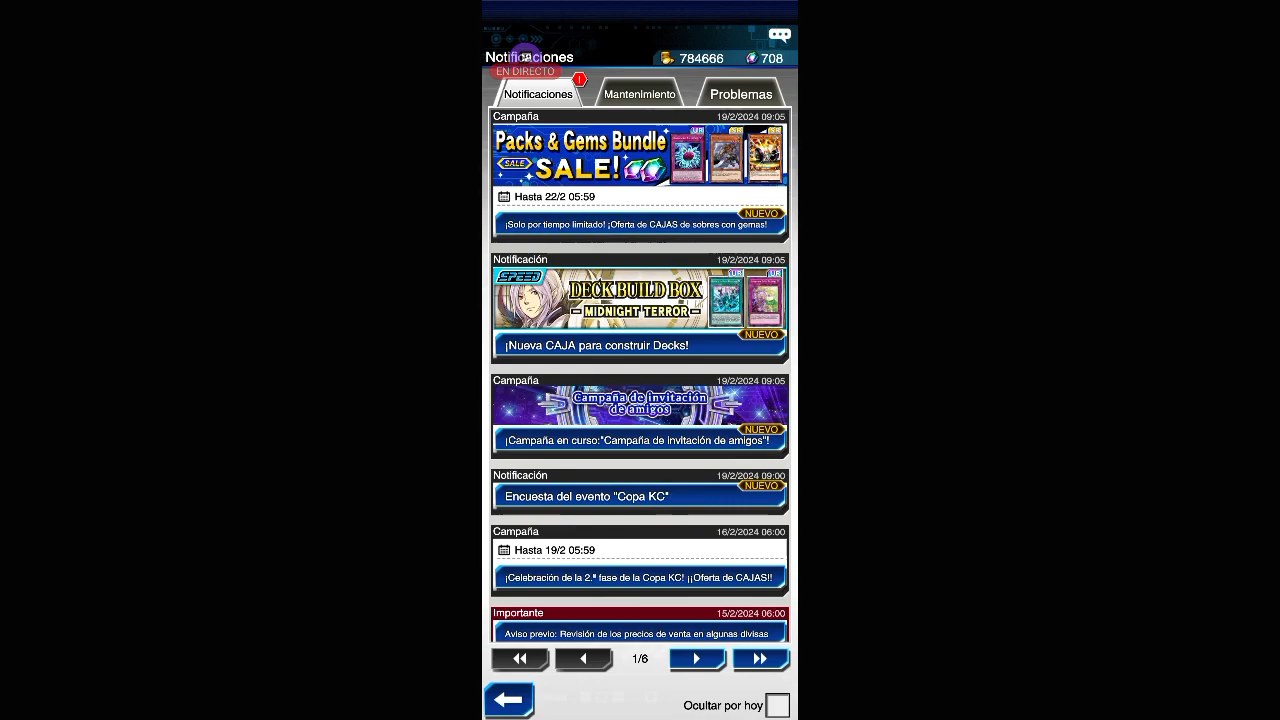 Notificaciones
784666
708
EN DIRECTO
Notificaciones
!
Mantenimiento
Problemas
Campaña
19/2/2024 09:05
Packs & Gems Bundle
SALE
SALE!
UR
SR
SR
Hasta 22/2 05:59
NUEVO
¡Solo por tiempo limitado! ¡Oferta de CAJAS de sobres con gemas!
Notificación
19/2/2024 09:05
SPEED
DECK BUILD BOX
- MIDNIGHT TERROR -
UR
UR
NUEVO
¡Nueva CAJA para construir Decks!
Campaña
19/2/2024 09:05
Campaña de invitación
de amigos
NUEVO
¡Campaña en curso:"Campaña de invitación de amigos"!
Notificación
19/2/2024 09:00
NUEVO
Encuesta del evento "Copa KC"
Campaña
16/2/2024 06:00
Hasta 19/2 05:59
¡Celebración de la 2.ª fase de la Copa KC! ¡¡Oferta de CAJAS!!
Importante
15/2/2024 06:00
Aviso previo: Revisión de los precios de venta en algunas divisas
1/6
Ocultar por hoy